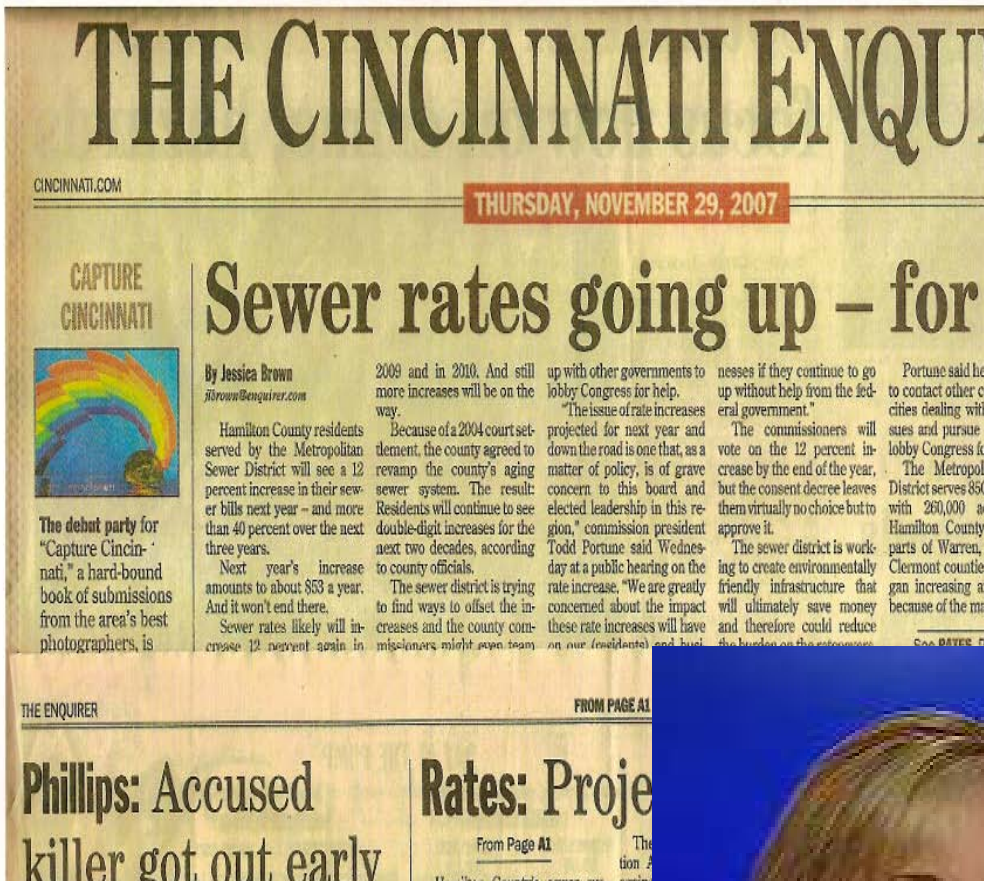 THE CINCINNATI ENQU
CINCINNATI.COM
THURSDAY, NOVEMBER 29, 2007
CAPTURE
CINCINNATI
The debut party for
"Capture Cincin-
nati," a hard-bound
book of submissions
from the area's best
photographers, is
Sewer rates going up – for
By Jessica Brown
jlbrown@enquirer.com
Hamilton County residents
served by the Metropolitan
Sewer District will see a 12
percent increase in their sew-
er bills next year – and more
than 40 percent over the next
three years.
Next year's increase
amounts to about $53 a year.
And it won't end there.
Sewer rates likely will in-
crease 12 percent again in
2009 and in 2010. And still
more increases will be on the
way.
Because of a 2004 court set-
tlement, the county agreed to
revamp the county's aging
sewer system. The result:
Residents will continue to see
double-digit increases for the
next two decades, according
to county officials.
The sewer district is trying
to find ways to offset the in-
creases and the county com-
missioners might even team
up with other governments to
lobby Congress for help.
"The issue of rate increases
projected for next year and
down the road is one that, as a
matter of policy, is of grave
concern to this board and
elected leadership in this re-
gion," commission president
Todd Portune said Wednes-
day at a public hearing on the
rate increase. "We are greatly
concerned about the impact
these rate increases will have
on our (residents) and busi
nesses if they continue to go
up without help from the fed-
eral government."
The commissioners will
vote on the 12 percent in-
crease by the end of the year,
but the consent decree leaves
them virtually no choice but to
approve it.
The sewer district is work-
ing to create environmentally
friendly infrastructure that
will ultimately save money
and therefore could reduce
the burden on the ratepayers
Portune said he
to contact other c
cities dealing with
sues and pursue
lobby Congress fo
The Metropol
District serves 850
with 260,000 a
Hamilton County
parts of Warren,
Clermont countie
gan increasing a
because of the ma
See RATES,
THE ENQUIRER
FROM PAGE A1
Phillips: Accused
killer got out early
Rates: Proje
From Page A1
The
tion A